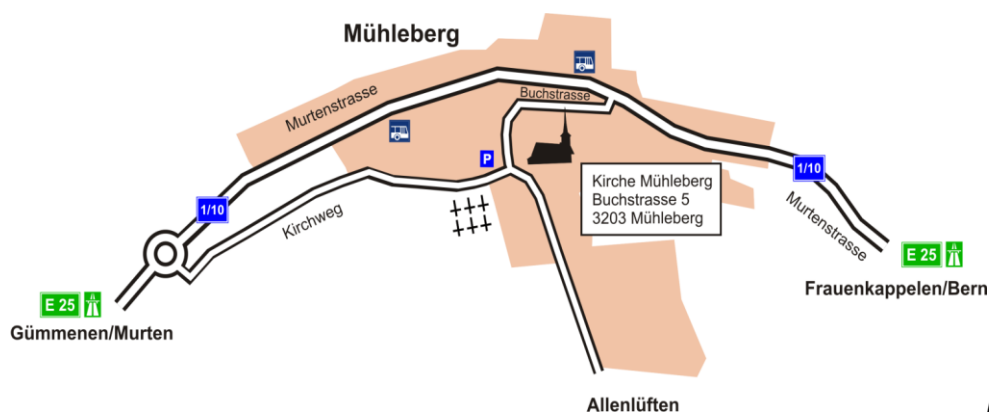 Mühleberg
Murtenstrasse
Buchstrasse
P
1/10
Kirche Mühleberg
Buchstrasse 5
3203 Mühleberg
1/10
Kirchweg
Murtenstrasse
E 25
Frauenkappelen/Bern
E 25
Gümmenen/Murten
Allenlüften